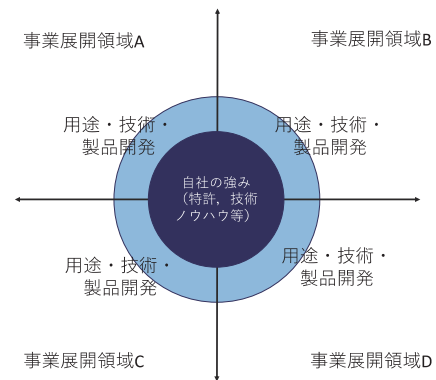 事業展開領域A
事業展開領域B
用途・技術・
製品開発
用途・技術・
製品開発
自社の強み
（特許，技術
ノウハウ等）
用途・技術・
製品開発
用途・技術・
製品開発
事業展開領域C
事業展開領域D